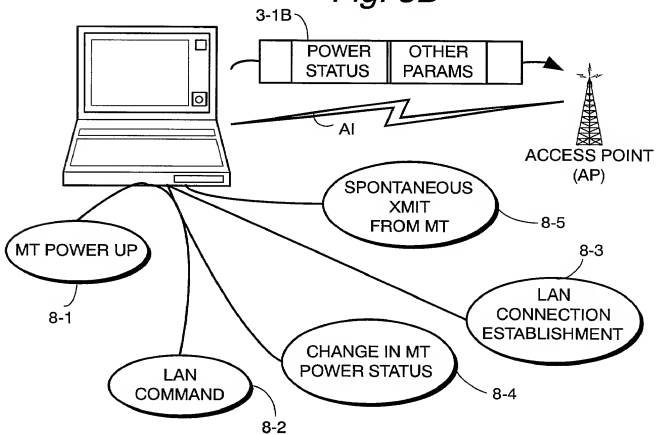 3-1B
POWER
STATUS
OTHER
PARAMS
AI
ACCESS POINT
(AP)
SPONTANEOUS
XMIT
FROM MT
8-5
MT POWER UP
8-1
8-3
LAN
CONNECTION
ESTABLISHMENT
LAN
COMMAND
8-2
CHANGE IN MT
POWER STATUS
8-4